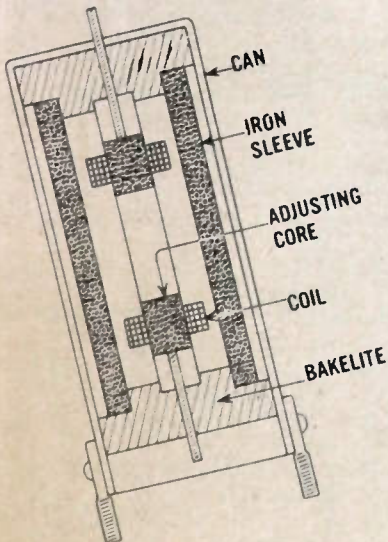 CAN
IRON
SLEEVE
ADJUSTING
CORE
COIL
BAKELITE